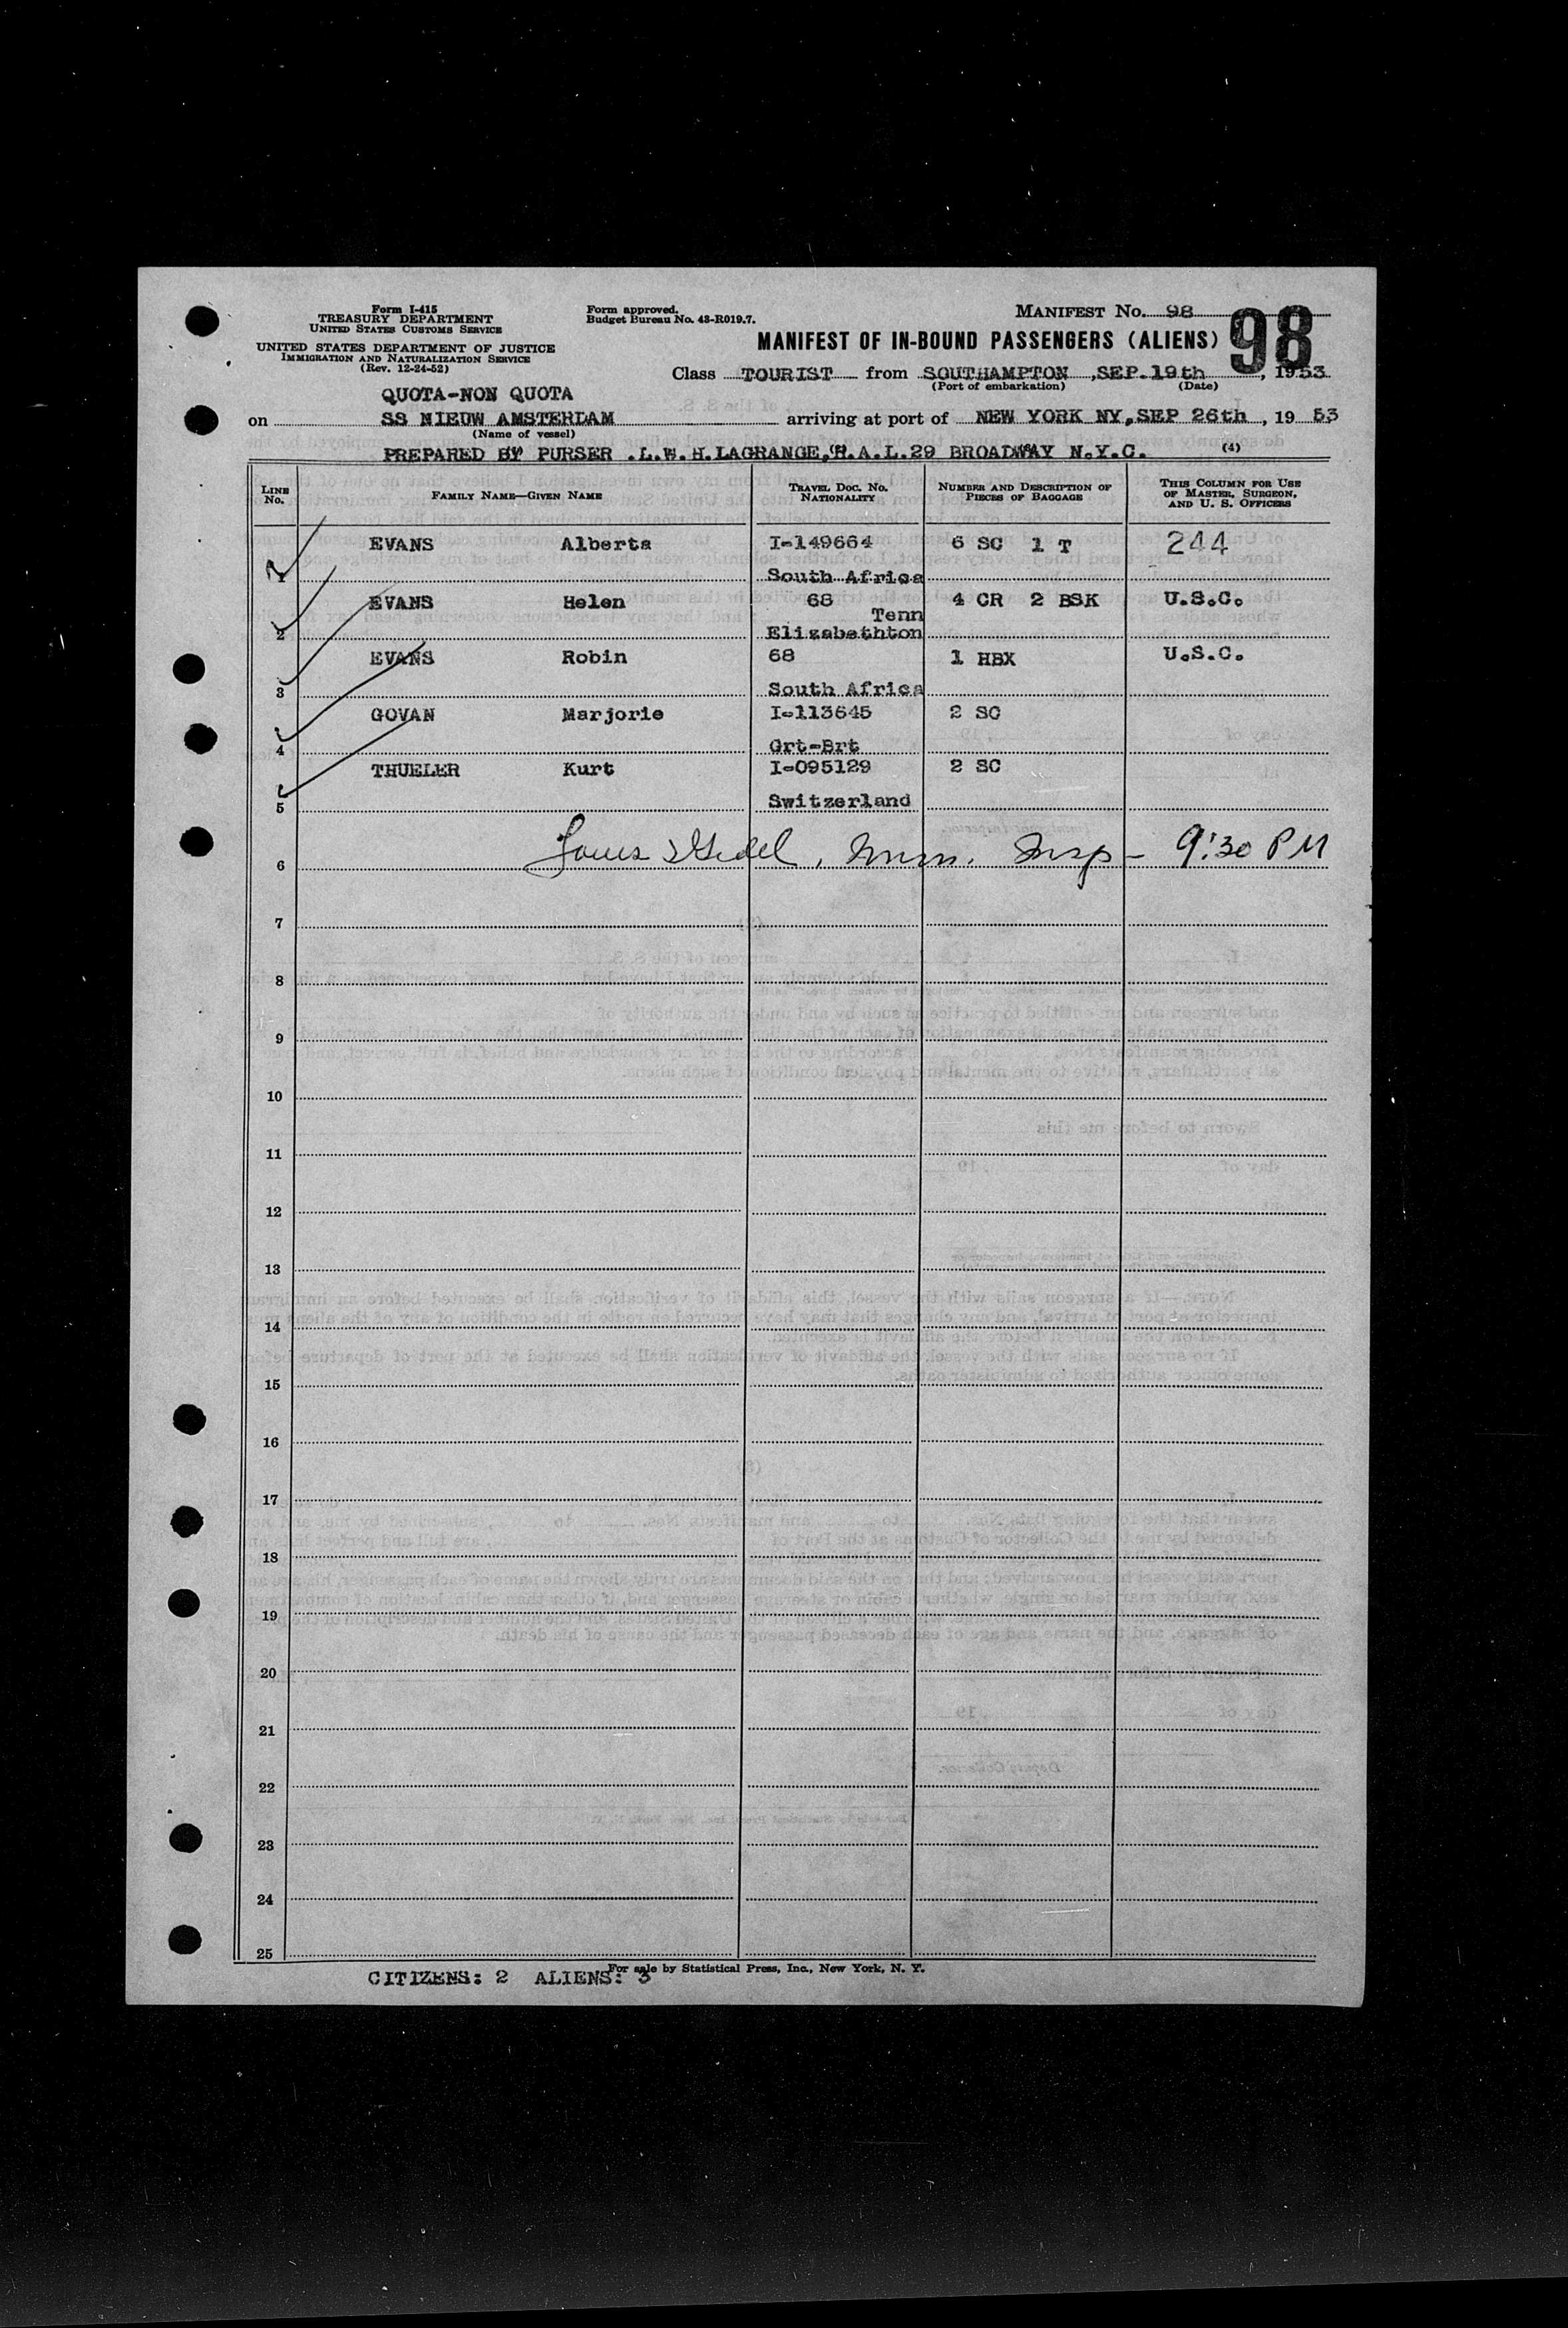 Form I-415
TREASURY DEPARTMENT
UNITED STATES CUSTOMS SERVICE
UNITED STATES DEPARTMENT OF JUSTICE
IMMIGRATION AND NATURALIZATION SERVICE
(Rev. 12-24-52)
Form approved.
Budget Bureau No. 43-R019.7.
MANIFEST NO. 98
98
MANIFEST OF IN-BOUND PASSENGERS (ALIENS)
Class TOURIST from SOUTHAMPTON, SEP.19th, 1953
(Port of embarkation) (Date)
QUOTA-NON QUOTA
on SS NIEUW AMSTERDAM arriving at port of NEW YORK NY, SEP 26th, 19 53
(Name of vessel)
PREPARED BY PURSER .L.W.H.LAGRANGE, H.A.L.29 BROADWAY N.Y.C. (4)
LINE No. FAMILY NAME—GIVEN NAME TRAVEL DOC. NO. NATIONALITY NUMBER AND DESCRIPTION OF PIECES OF BAGGAGE THIS COLUMN FOR USE OF MASTER, SURGEON, AND U. S. OFFICERS
EVANS Alberta I-149664 6 SC 1 T 244
1 South Africa
EVANS Helen 68 4 CR 2 BSK U.S.C.
Tenn
2 Elizabethton
EVANS Robin 68 1 HBX U.S.C.
3 South Africa
GOVAN Marjorie I-113645 2 SC
4 Grt-Brt
THUELER Kurt I-095129 2 SC
5 Switzerland
6 Imm. Insp - 9:30 PM
7
8
9
10
11
12
13
14
15
16
17
18
19
20
21
22
23
24
25
For sale by Statistical Press, Inc., New York, N. Y.
CITIZENS: 2 ALIENS: 3